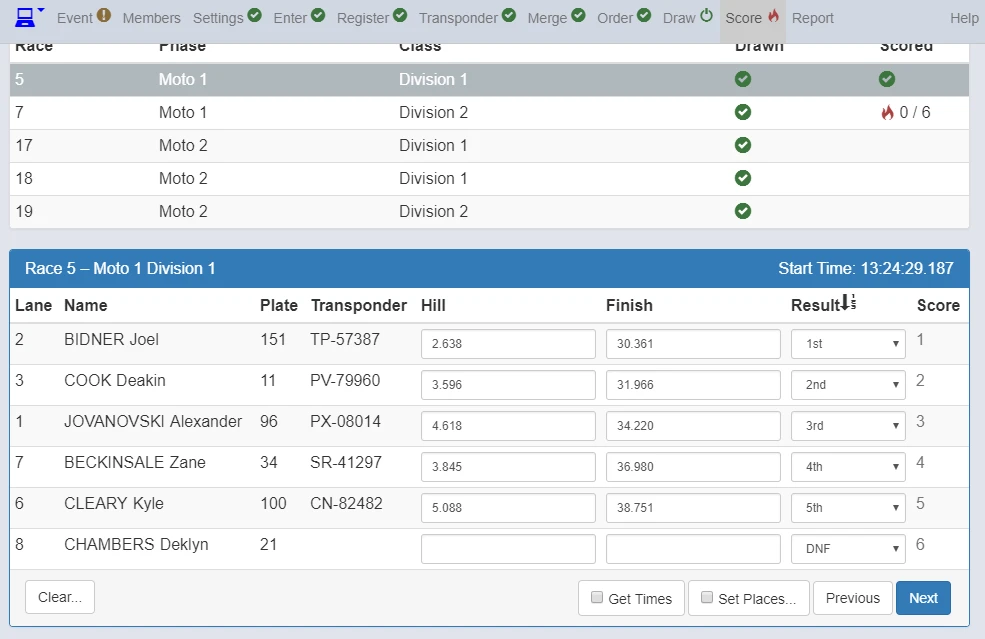 Event Members Settings Enter Register Transponder Merge Order Draw Score Report Help
Race Phase Class Drawn Scored
5 Moto 1 Division 1
7 Moto 1 Division 2 0 / 6
17 Moto 2 Division 1
18 Moto 2 Division 1
19 Moto 2 Division 2
Race 5 – Moto 1 Division 1 Start Time: 13:24:29.187
Lane Name Plate Transponder Hill Finish Result Score
2 BIDNER Joel 151 TP-57387 2.638 30.361 1st 1
3 COOK Deakin 11 PV-79960 3.596 31.966 2nd 2
1 JOVANOVSKI Alexander 96 PX-08014 4.618 34.220 3rd 3
7 BECKINSALE Zane 34 SR-41297 3.845 36.980 4th 4
6 CLEARY Kyle 100 CN-82482 5.088 38.751 5th 5
8 CHAMBERS Deklyn 21 DNF 6
Clear... Get Times Set Places... Previous Next